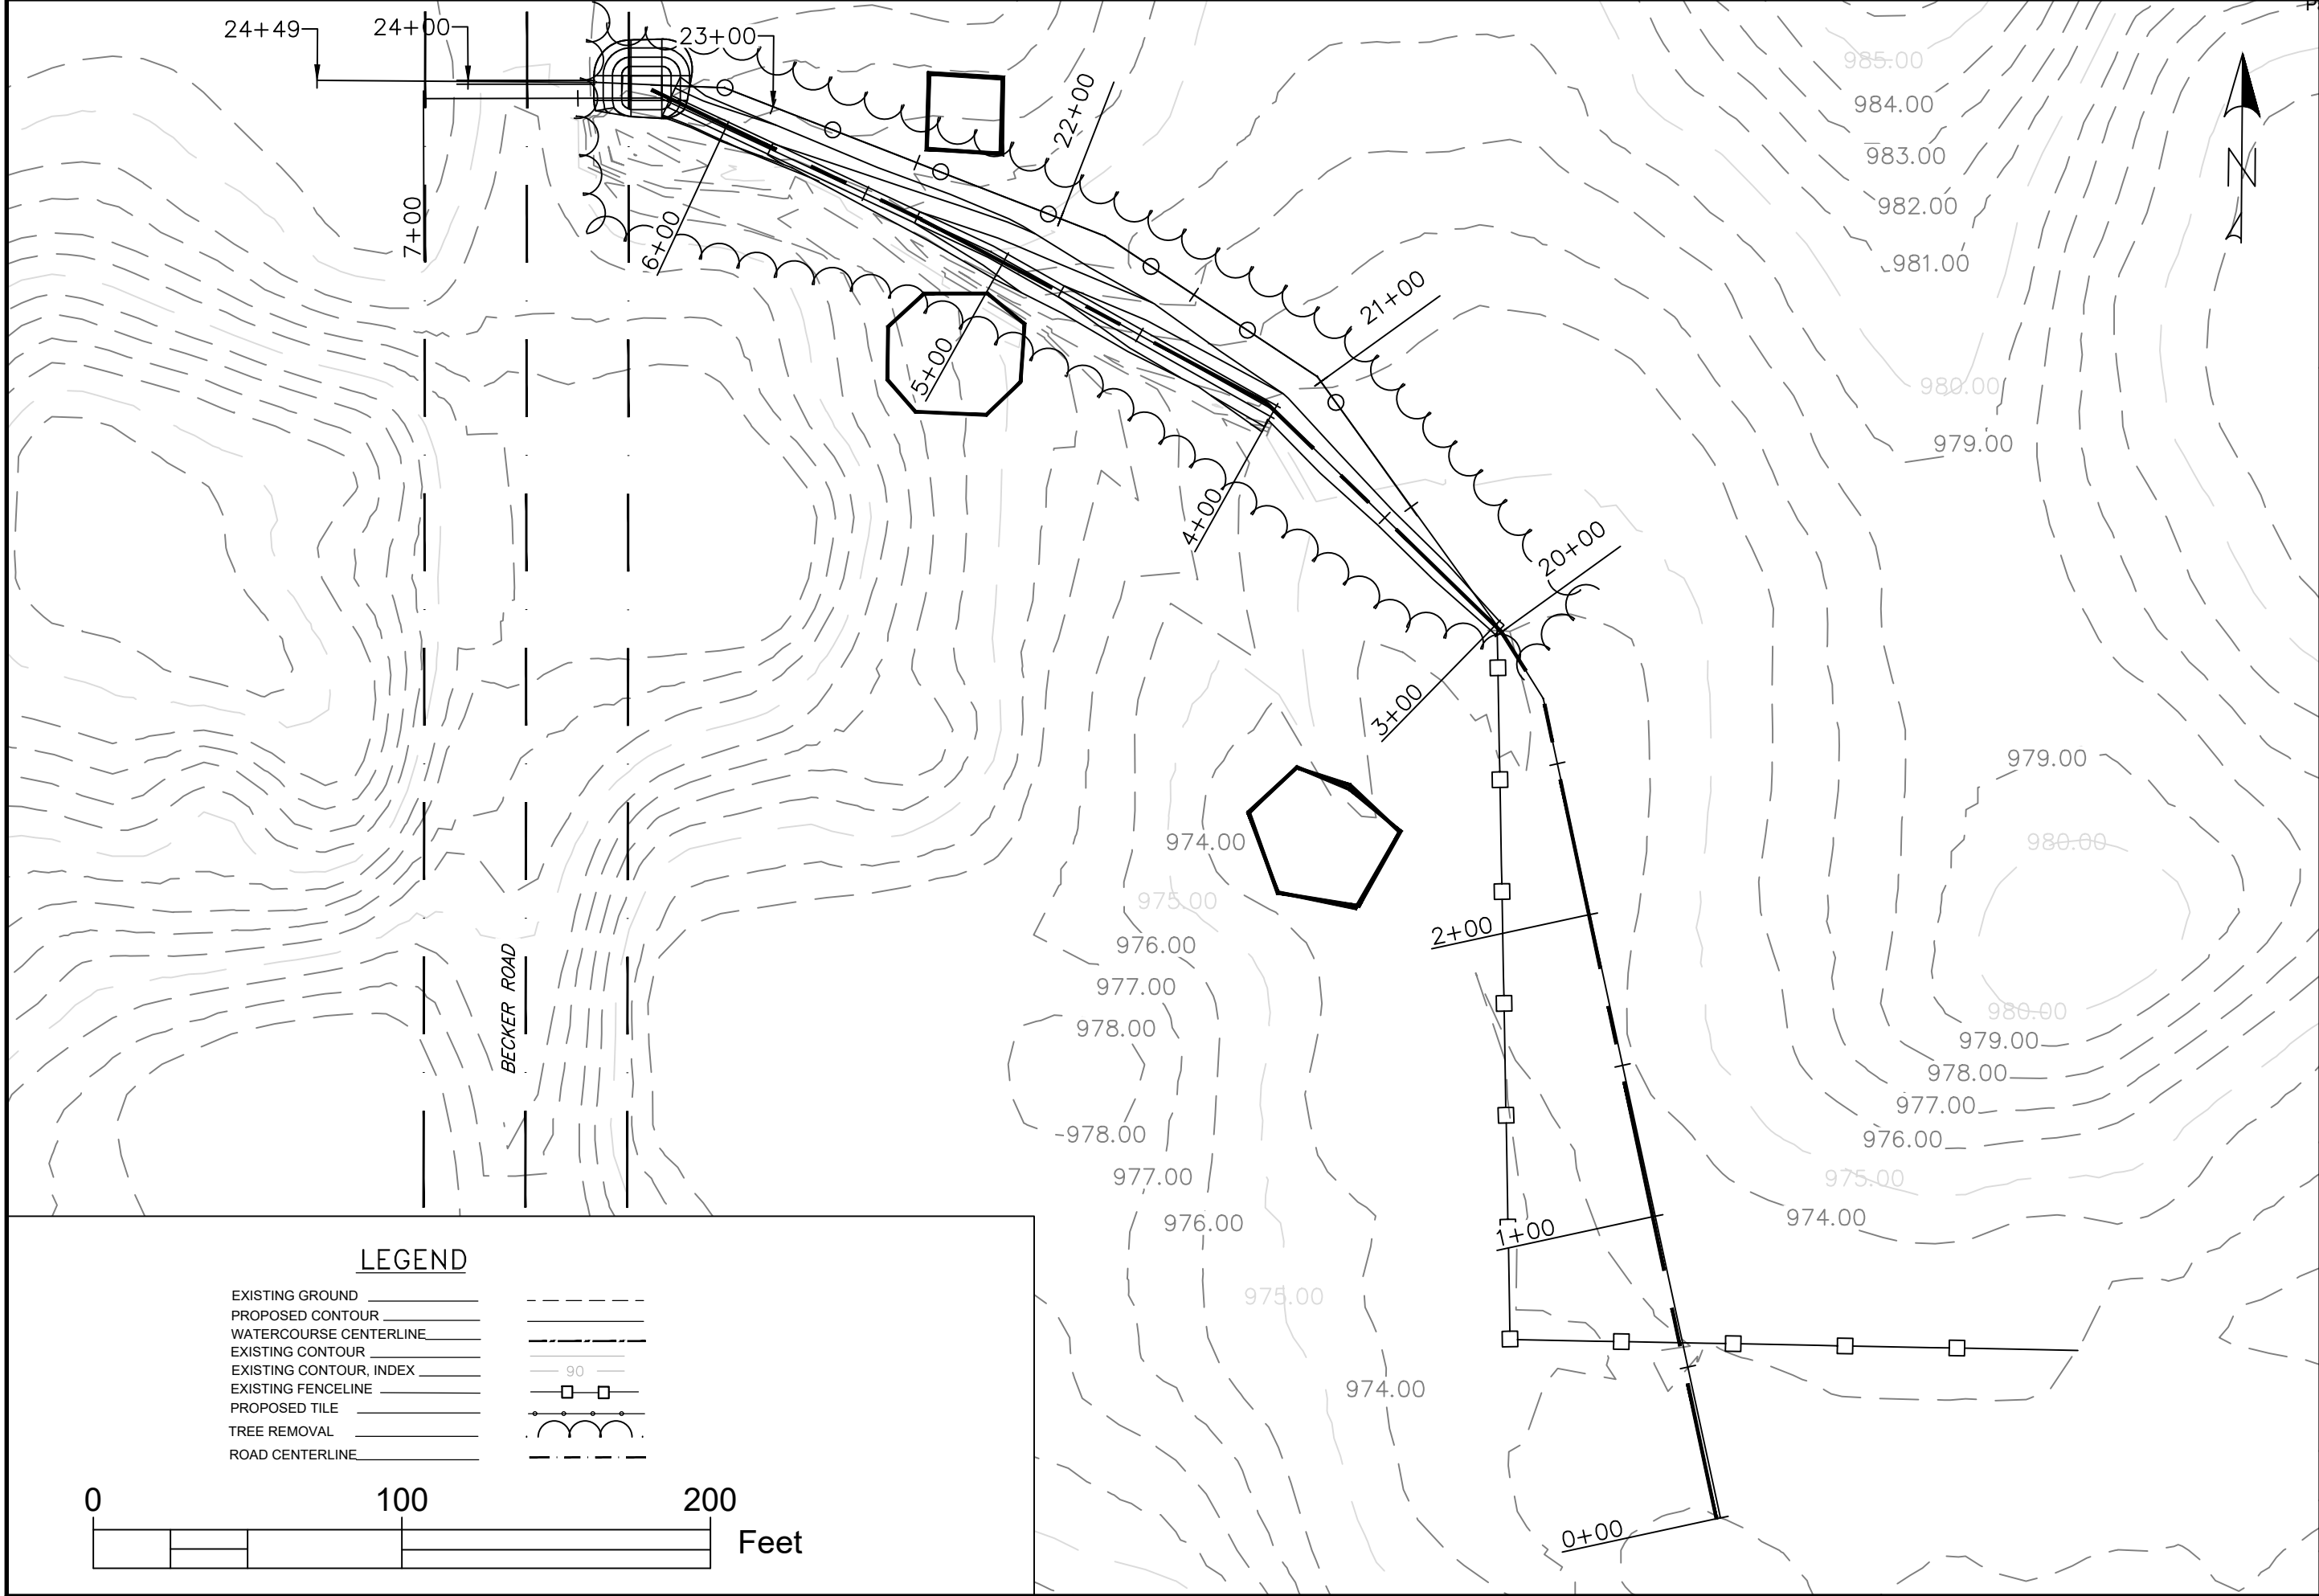 24+49
24+00
23+00
22+00
21+00
20+00
7+00
6+00
5+00
4+00
3+00
2+00
1+00
0+00
N
985.00
984.00
983.00
982.00
981.00
980.00
979.00
979.00
980.00
980.00
979.00
978.00
977.00
976.00
975.00
974.00
974.00
975.00
976.00
977.00
978.00
978.00
977.00
976.00
975.00
974.00
BECKER ROAD
LEGEND
EXISTING GROUND
PROPOSED CONTOUR
WATERCOURSE CENTERLINE
EXISTING CONTOUR
EXISTING CONTOUR, INDEX 90
EXISTING FENCELINE
PROPOSED TILE
TREE REMOVAL
ROAD CENTERLINE
0 100 200
Feet